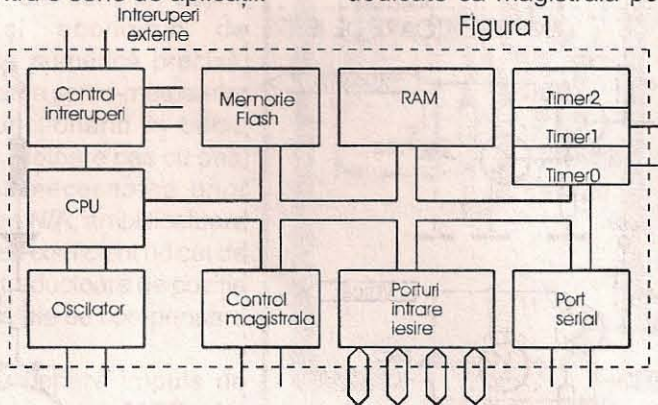 Figura 1
Intreruperi
externe
Control
intreruperi
Memorie
Flash
RAM
Timer2
Timer1
Timer0
CPU
Oscilator
Control
magistrala
Porturi
intrare
iesire
Port
serial